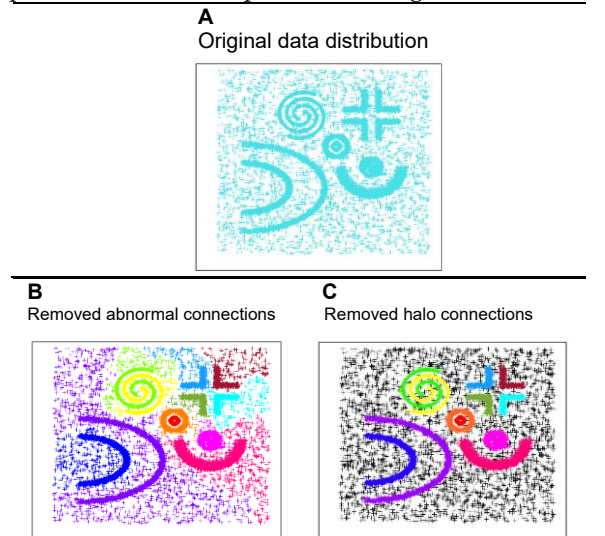 A
Original data distribution
B
Removed abnormal connections
C
Removed halo connections